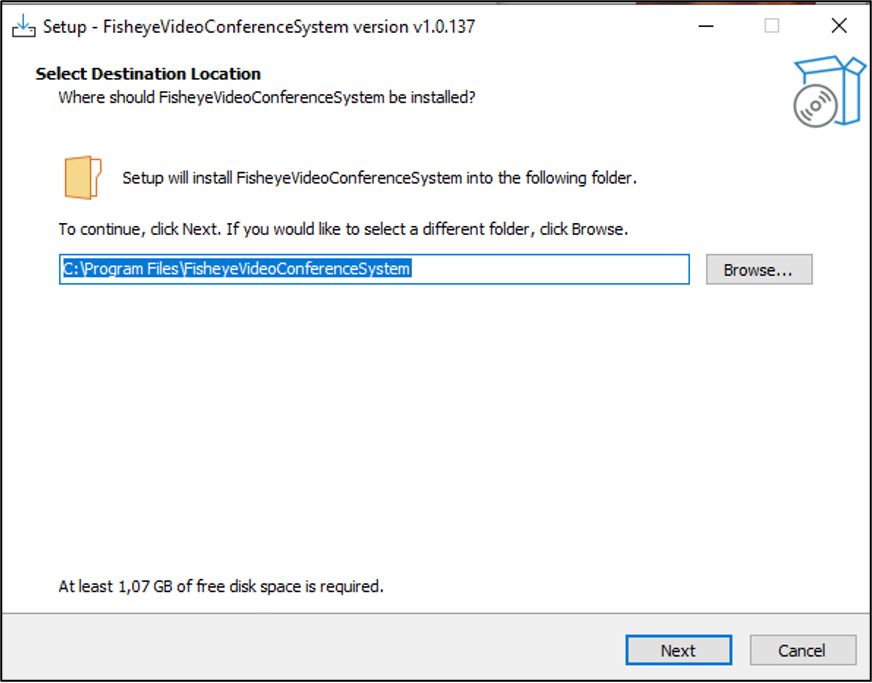 Setup - FisheyeVideoConferenceSystem version v1.0.137
Select Destination Location
Where should FisheyeVideoConferenceSystem be installed?
Setup will install FisheyeVideoConferenceSystem into the following folder.
To continue, click Next. If you would like to select a different folder, click Browse.
C:\Program Files\FisheyeVideoConferenceSystem
Browse...
At least 1,07 GB of free disk space is required.
Next
Cancel